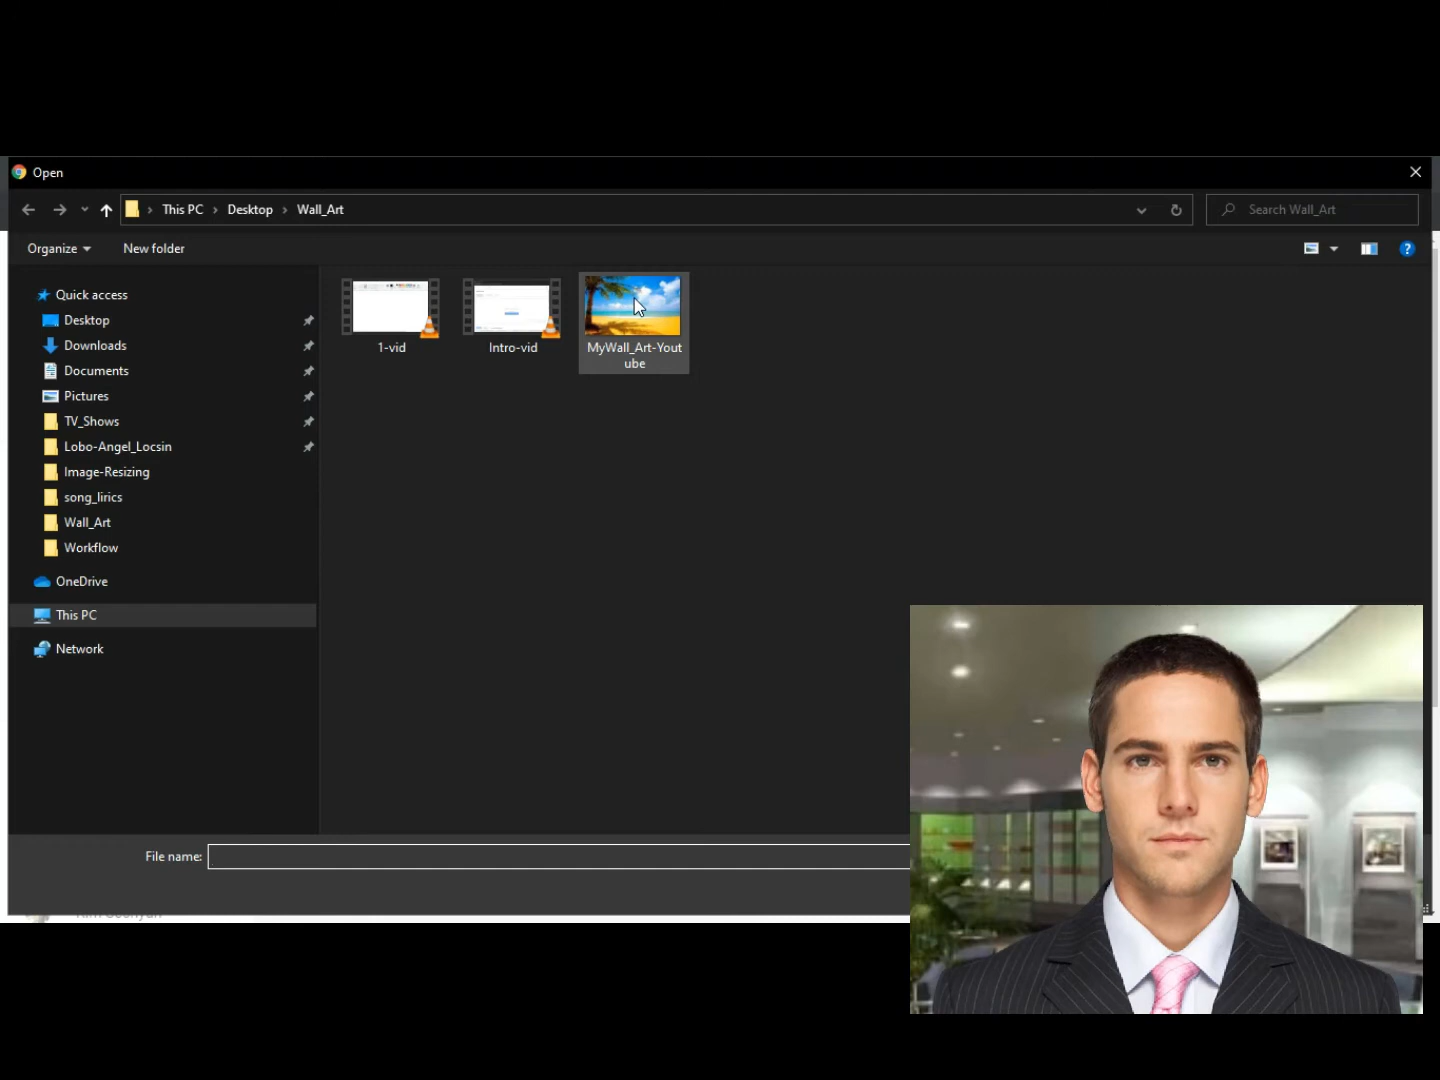 Open
This PC
Desktop
Wall_Art
Search Wall_Art
Organize
New folder
?
Quick access
Desktop
Downloads
Documents
Pictures
TV_Shows
Lobo-Angel_Locsin
Image-Resizing
song_lirics
Wall_Art
Workflow
OneDrive
This PC
Network
1-vid
Intro-vid
MyWall_Art-Yout
ube
File name: